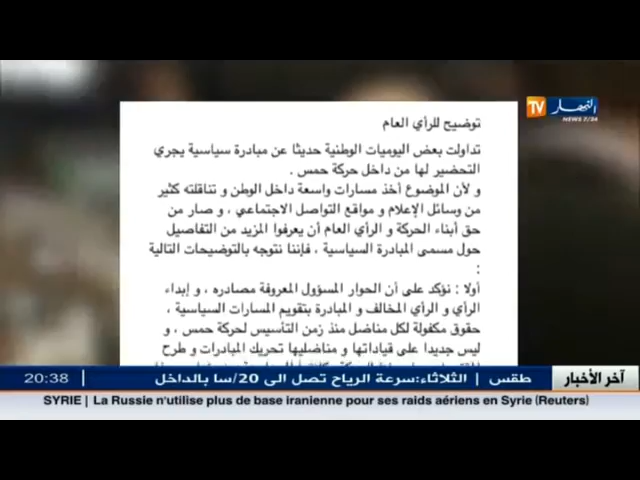 النهار TV
NEWS 7/24
توضيح للرأي العام
تداولت بعض اليوميات الوطنية حديثا عن مبادرة سياسية يجري
التحضير لها من داخل حركة حمس .
و لأن الموضوع أخذ مسارات واسعة داخل الوطن و تناقلته كثير
من وسائل الإعلام و مواقع التواصل الاجتماعي ، و صار من
حق أبناء الحركة و الرأي العام أن يعرفوا المزيد من التفاصيل
حول مسمى المبادرة السياسية ، فإننا نتوجه بالتوضيحات التالية
:
أولا : نؤكد على أن الحوار المسؤول المعروفة مصادره ، و إبداء
الرأي و الرأي المخالف و المبادرة بتقويم المسارات السياسية ،
حقوق مكفولة لكل مناضل منذ زمن التأسيس لحركة حمس ، و
ليس جديدا على قياداتها و مناضليها تحريك المبادرات و طرح
آخر الأخبار
طقس | الثلاثاء:سرعة الرياح تصل الى 20/سا بالداخل
20:38
SYRIE | La Russie n'utilise plus de base iranienne pour ses raids aériens en Syrie (Reuters)